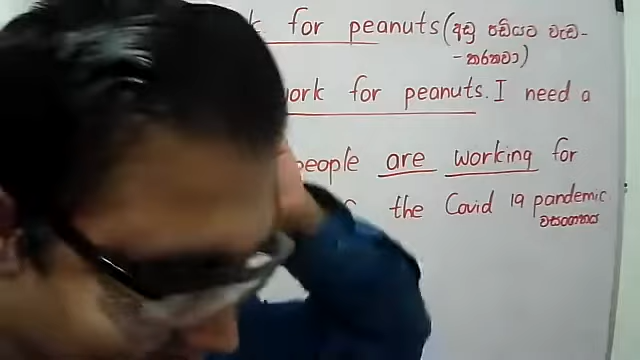 for peanuts (අඩු පඩියට වැඩ-
- කරනවා)
work for peanuts. I need a
people are working for
the Covid 19 pandemic
වසංගතය